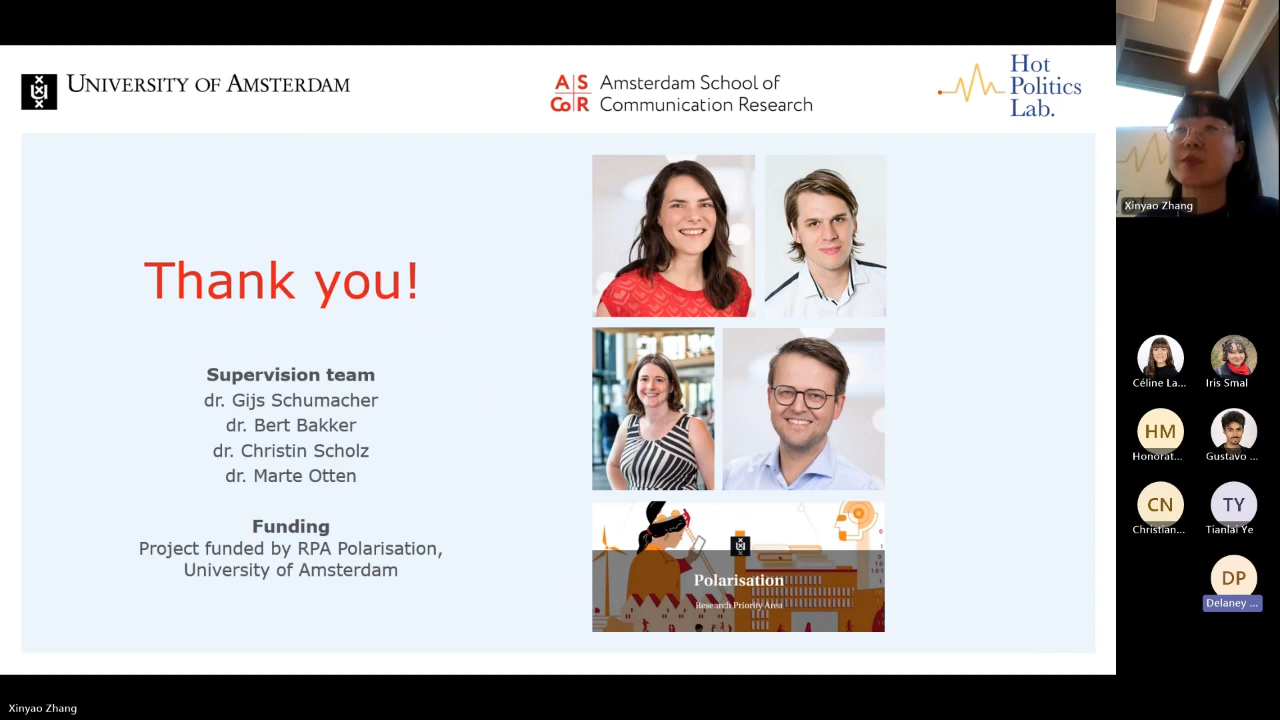 UNIVERSITY OF AMSTERDAM
A|S
CoR
Amsterdam School of
Communication Research
Hot
Politics
Lab.
Thank you!
Supervision team
dr. Gijs Schumacher
dr. Bert Bakker
dr. Christin Scholz
dr. Marte Otten
Funding
Project funded by RPA Polarisation,
University of Amsterdam
Polarisation
Research Priority Area
Xinyao Zhang
Céline La...
Iris Smal
HM
Honorat...
Gustavo ...
CN
Christian...
TY
Tianlai Ye
DP
Delaney ...
Xinyao Zhang